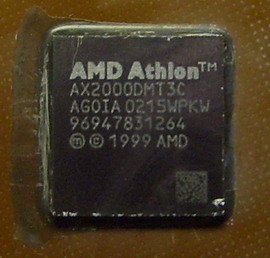 AMD Athlon™
AX2000DMT3C
AGOIA 0215WPKW
96947831264
ⓜ © 1999 AMD